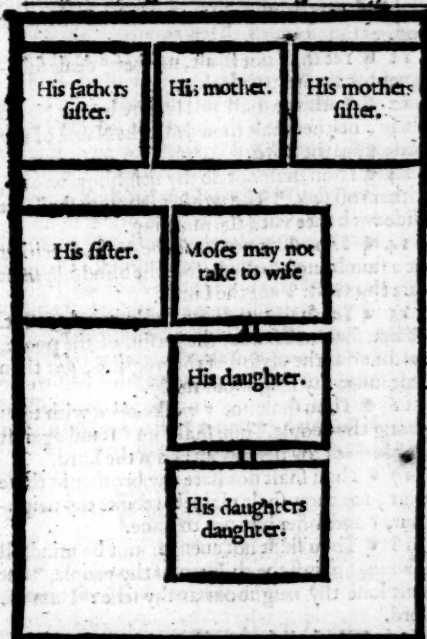 His fathers
ſiſter.
His mother.
His mothers
ſiſter.
His ſiſter.
Moſes may not
take to wife
His daughter.
His daughters
daughter.